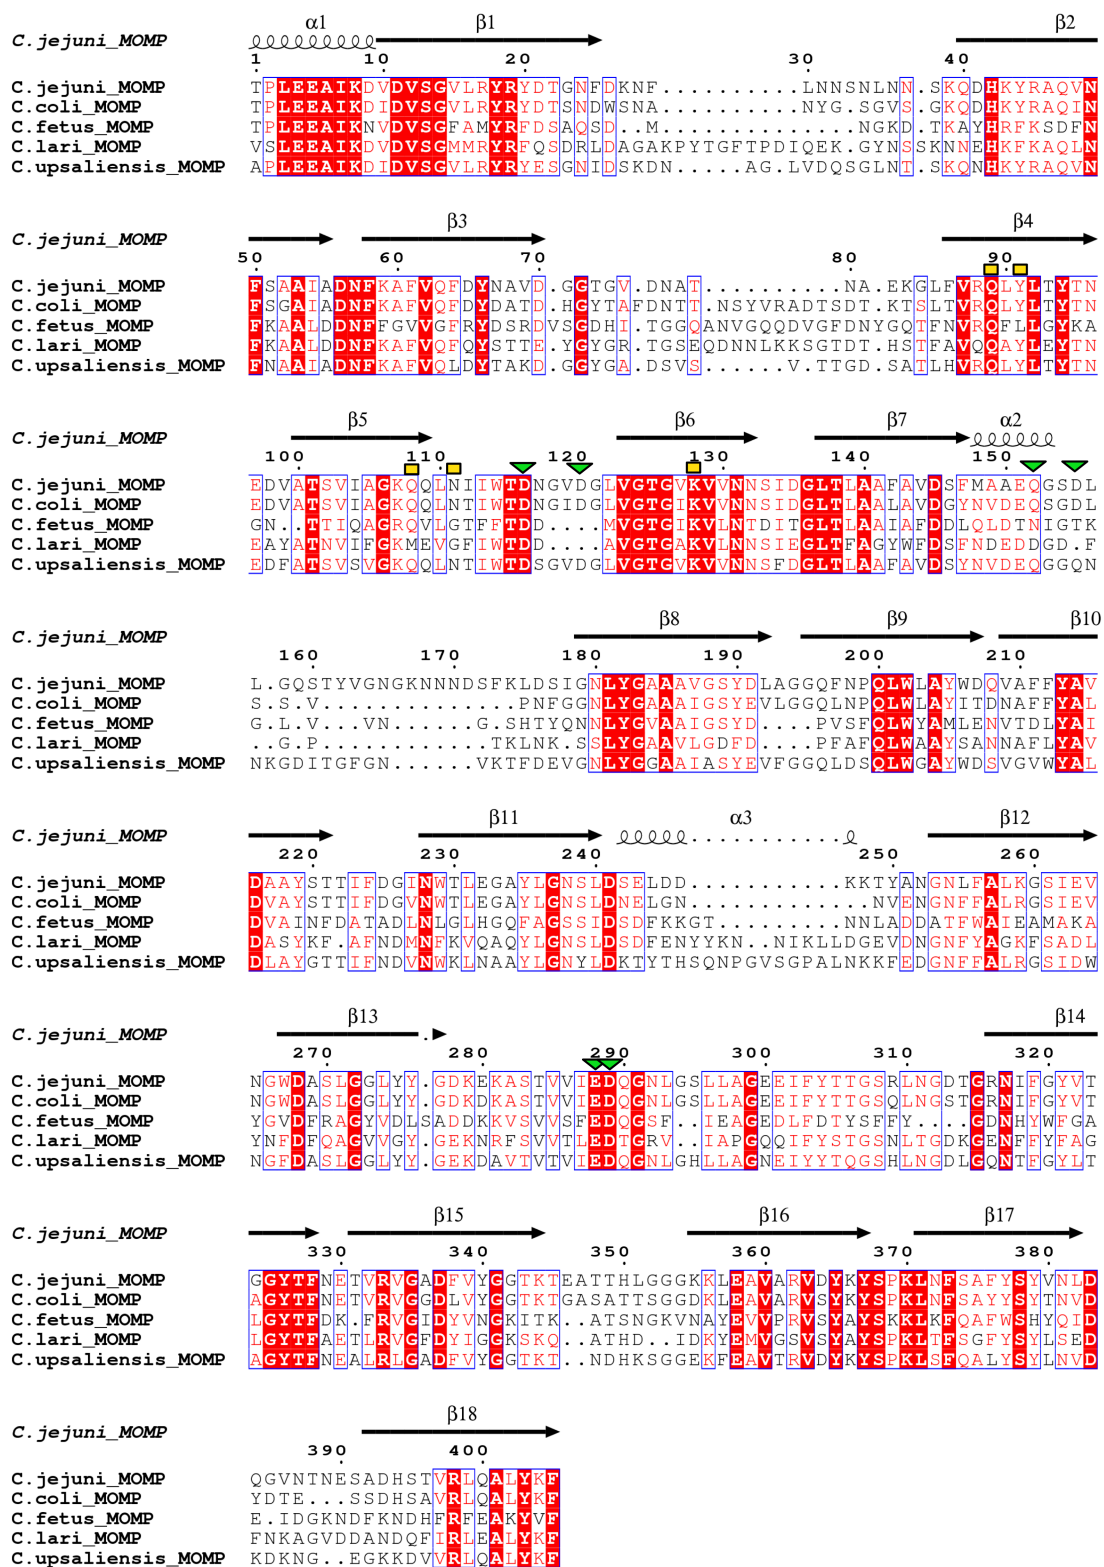 α1 β1 β2
C.jejuni_MOMP
1 10 20 30 40
C.jejuni_MOMP TPLEEAIKDVDVSGVLRYRYDTGNFDKNF..........LNNSNLNN.SKQDHKYRAQVN
C.coli_MOMP TPLEEAIKDIDVSGVLRYRYDTSNDWSNA..........NYG.SGVS.GKQDHKYRAQVN
C.fetus_MOMP TPLEEAIKNVDVSGFAMYRFDSAQSD..M..............NGKD.TKAYHRFKSDFN
C.lari_MOMP VSLEEAIKDVDVSGMMRYRFQSDRLDAGAKPYTGFTPDIQEK.GYNSSKNNEHKFKAQLN
C.upsaliensis_MOMP APLEEAIKDIDVSGVLRYRYESGNIDSKDN.....AG.LVDQSGLNT.SKQNHKYRAQVN
β3 β4
C.jejuni_MOMP
50 60 70 80 90
C.jejuni_MOMP FSAAIADNFKAFVQFDYNAVD.GGTGV.DNAT..........NA.EKGLFVRQLYLTYTN
C.coli_MOMP FSGAIADNFKAFVQFDYDATD.HGYTAFDNTT.NSYVRADTSDT.KTSLTVRQLYLTYTN
C.fetus_MOMP FKAALDDNFFGVVGFRYDSRDVSGDHI.TGGQANVGQQDVGFDNYGQTFNVRQFLLGYKA
C.lari_MOMP FKAALDDNFKAFVQFQYSTTE.YGYGR.TGSEQDNNLKKSGTDT.HSTFAVQQAYLEYTN
C.upsaliensis_MOMP FNAAIADNFKAFVQLDYTAKD.GGYGA.DSVS......V.TTGD.SATLHVRQLYLTYTN
β5 β6 β7 α2
C.jejuni_MOMP
100 110 120 130 140 150
C.jejuni_MOMP EDVATSVIAGKQQLNIIWTDNGVDGLVGTGVKVVNNSIDGLTLAAFAVDSFMAAEQGSDL
C.coli_MOMP EDVATSVIAGKQQLNTIWTDNGIDGLVGTGIKVVNNSIDGLTLAALAVDGYNVDEQSGDL
C.fetus_MOMP GN..TTIQAGRQVLGTFFTDD....MVGTGIKVLNTDITGLTLAAIAFDDLQLDTNIGTK
C.lari_MOMP EAYATNVIFGKMEVGFIWTDD....AVGTGAKLVNNSIEGLTFAGYWFDSFNDEDDGD.F
C.upsaliensis_MOMP EDFATSVSVGKQQLNTIWTDSGVDGLVGTGVKVVNNSFDGLTLAAFAVDSYNVDEQGGQN
β8 β9 β10
C.jejuni_MOMP
160 170 180 190 200 210
C.jejuni_MOMP L.GQSTYVGNGKNNNDSFKLDSIGNLYGAAAVGSYDLAGGQFNPQLWLAYWDQVAFFYAV
C.coli_MOMP S.S.V..............PNFGGNLYGAAAIGSYEVLGGQLNPQLWLAYITDNAFFYAL
C.fetus_MOMP G.L.V...VN......G.SHTYQNNLYGVAAIGSYD....PVSFQLWYAMLENVTDLYAI
C.lari_MOMP ..G.P............TKLNK.SSLYGAAVLGDFD....PFAFQLWAAYSANNAFLYAV
C.upsaliensis_MOMP NKGDITGFGN......VKTFDEVGNLYGGAAIASYEVFGGQLDSQLWGAYWDSVGVWYAL
β11 α3 β12
C.jejuni_MOMP
220 230 240 250 260
C.jejuni_MOMP DAAYSTTIFDGINWTLEGAYLGNSLDSELDD...........KKTYANGNLFALKGSIEV
C.coli_MOMP DVAYSTTIFDGVNWTLEGAYLGNSLDNELGN...........NVENGNFFALRGSIEV
C.fetus_MOMP DVAINFDATADLNLGLHGQFAGSSIDSDFKKGT.........NNLADDATFWAIEAMAKA
C.lari_MOMP DASYKF.AFNDMNFKVQAQYLGNSLDSDFENYYKN..NIKLLDGEVDNGNFYAGKFSADL
C.upsaliensis_MOMP DLAYGTTIFNDVNWKLNAAYLGNYLDKTYTHSQNPGVSGPALNKKFEDGNFFALRGSIDW
β13 β14
C.jejuni_MOMP
270 280 290 300 310 320
C.jejuni_MOMP NGWDASLGGLYY.GDKEKASTVVIEDQGNLGSLLAGEEIFYTTGSRLNGDTGRNIFGYVT
C.coli_MOMP NGWDASLGGLYY.GDKDKASTVVIEDQGNLGSLLAGEEIFYTTGSQLNGSTGRNIFGYVT
C.fetus_MOMP YGVDFRAGYVDLSADDKKVSVVSFEDQGSF..IEAGEDLFDTYSFFY....GDNHYWFGA
C.lari_MOMP YNFDFQAGVVGY.GEKNRFSVVTLEDTGRV..IAPGQQIFYSTGSNLTGDKGENFFYFAG
C.upsaliensis_MOMP NGFDASLGGLYY.GEKDAVTVTVIEDQGNLGHLLAGNEIYYTQGSHLNGDLGQNTFGYLT
β15 β16 β17
C.jejuni_MOMP
330 340 350 360 370 380
C.jejuni_MOMP GGYTFNETVRVGADFVYGGTKTEATTHLGGGKKLEAVARVDYKYSPKLNFSAFYSYVNLD
C.coli_MOMP AGYTFNETVRVGGDLVYGGTKTGASATTSGGDKLEAVARVSYKYSPKLNFSAYYSYTNVD
C.fetus_MOMP LGYTFDK.FRVGIDYVNGKITK..ATSNGKVNAYEVVPRVSYAYSKKLKFQAFWSHYQID
C.lari_MOMP LGYTFAETLRVGFDYIGGKSKQ..ATHD..IDKYEMVGSVSYAYSPKLTFSGFYSYLSED
C.upsaliensis_MOMP AGYTFNEALRLGADFVYGGTKT..NDHKSGGEKFEAVTRVDYKYSPKLSFQALYSYLNVD
β18
C.jejuni_MOMP
390 400
C.jejuni_MOMP QGVNTNESADHSTVRLQALYKF
C.coli_MOMP YDTE...SSDHSAVRLQALYKF
C.fetus_MOMP E.IDGKNDFKNDHFRFEAKYVF
C.lari_MOMP FNKAGVDDANDQFIRLEALYKF
C.upsaliensis_MOMP KDKNG..EGKKDVVRLQALYKF